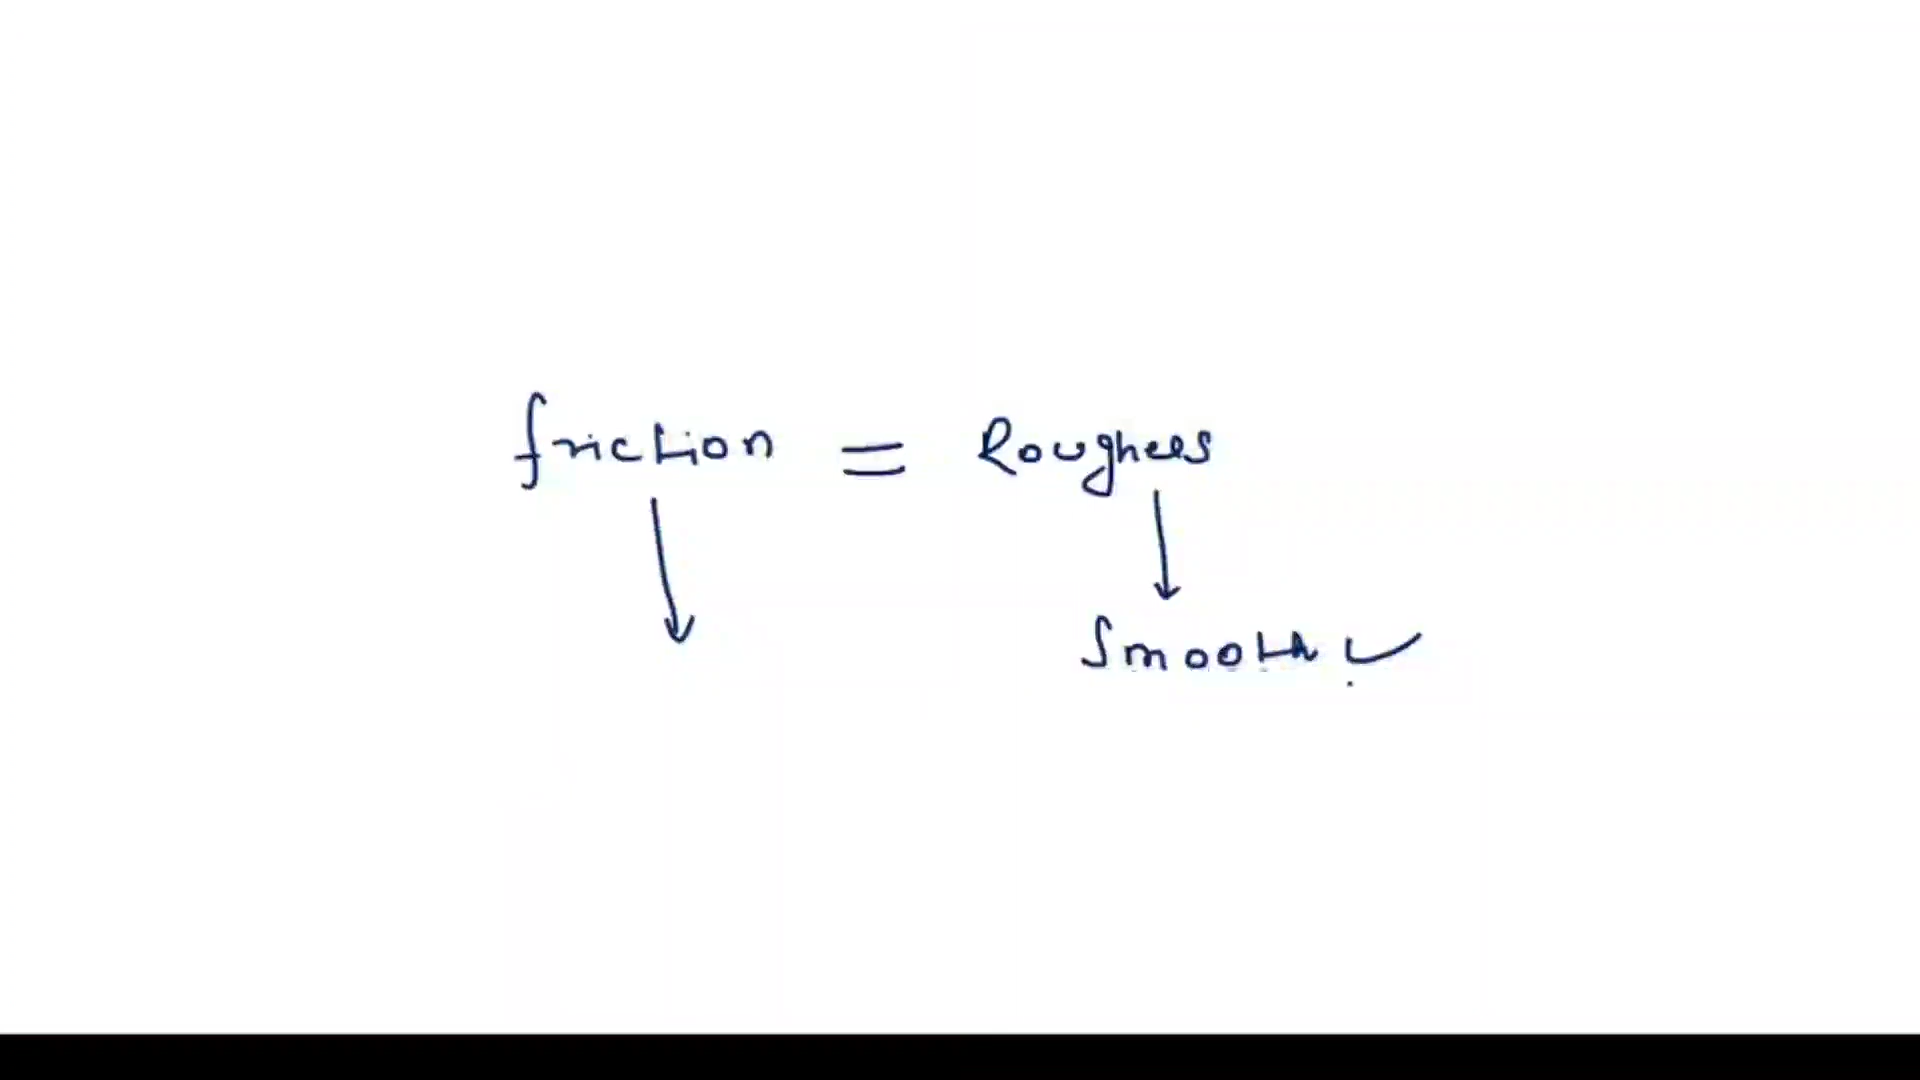 friction = Roughees
Smooth ✓